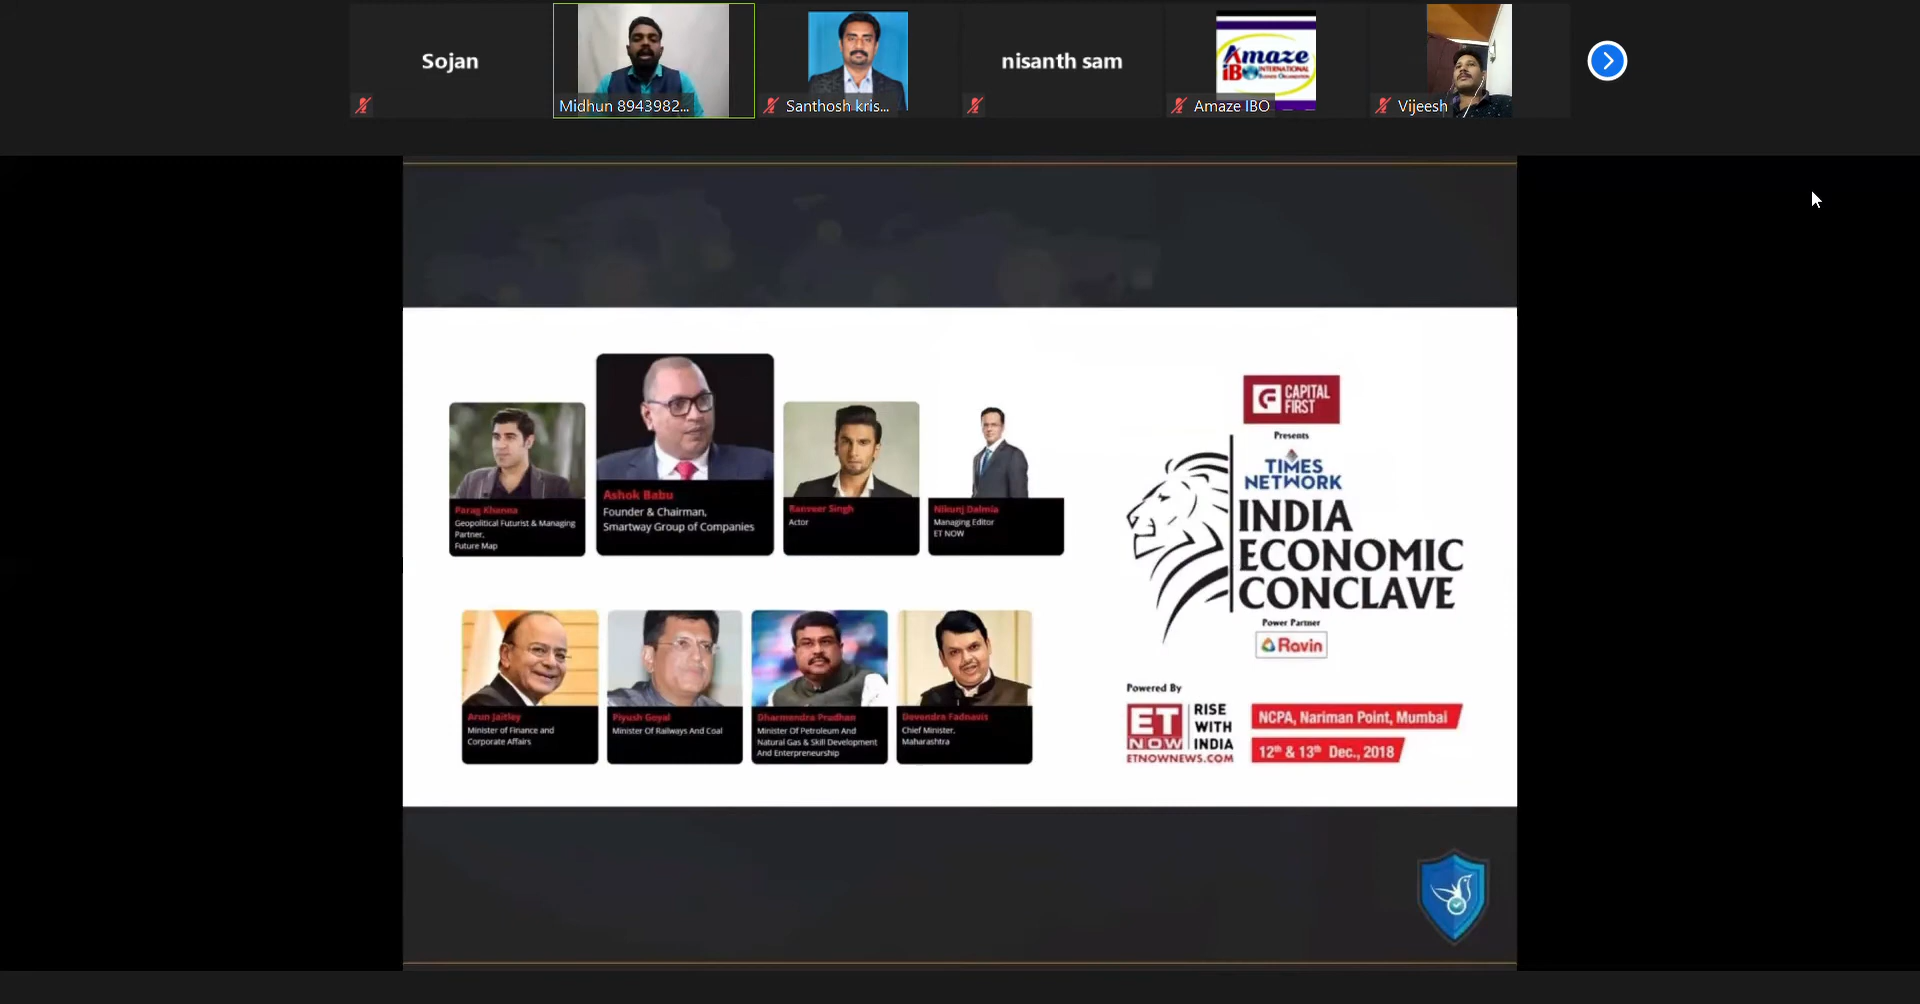 Sojan
Midhun 8943982...
Santhosh kris...
nisanth sam
Amaze
iBO INTERNATIONAL
BUSINESS ORGANISATION
Amaze IBO
Vijeesh
Parag Khanna
Geopolitical Futurist & Managing
Partner,
Future Map
Ashok Babu
Founder & Chairman,
Smartway Group of Companies
Ranveer Singh
Actor
Nikunj Dalmia
Managing Editor
ET NOW
Arun Jaitley
Minister of Finance and
Corporate Affairs
Piyush Goyal
Minister Of Railways And Coal
Dharmendra Pradhan
Minister Of Petroleum And
Natural Gas & Skill Development
And Enterpreneurship
Devendra Fadnavis
Chief Minister,
Maharashtra
CAPITAL
FIRST
Presents
TIMES
NETWORK
INDIA
ECONOMIC
CONCLAVE
Power Partner
Ravin
Powered By
ET
NOW
RISE
WITH
INDIA
ETNOWNEWS.COM
NCPA, Nariman Point, Mumbai
12th & 13th Dec., 2018